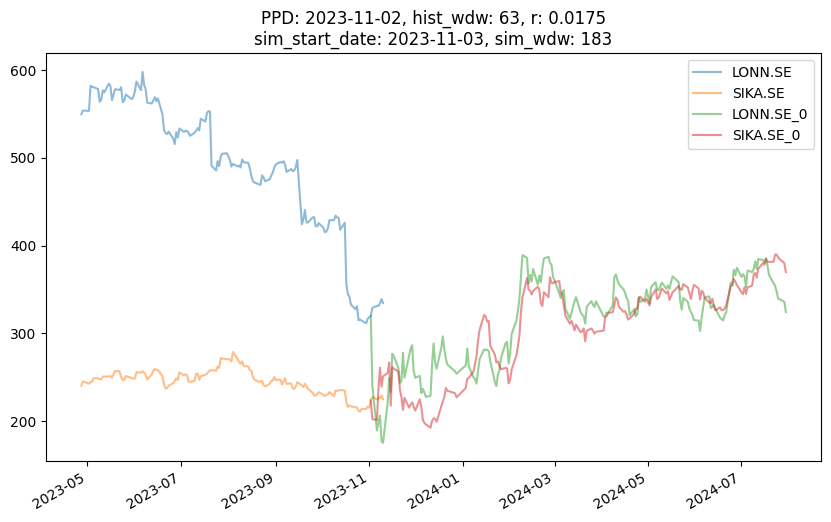 PPD: 2023-11-02, hist_wdw: 63, r: 0.0175
sim_start_date: 2023-11-03, sim_wdw: 183
LONN.SE
SIKA.SE
LONN.SE_0
SIKA.SE_0
600
500
400
300
200
2023-05
2023-07
2023-09
2023-11
2024-01
2024-03
2024-05
2024-07